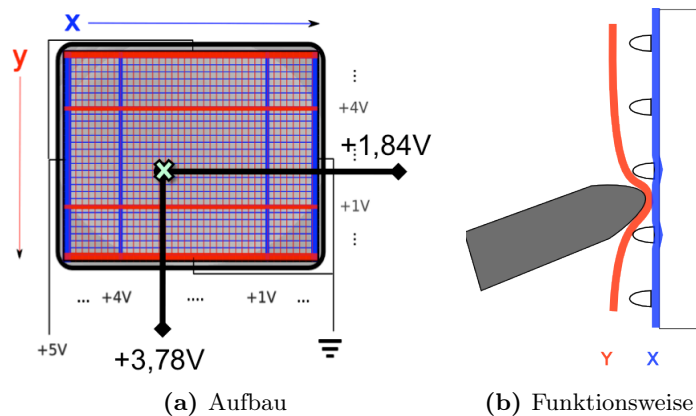 x
y
⋮
+4V
+1,84V
⋮
+1V
⋮
... +4V .... +1V ...
+5V
+3,78V
Y X
(a) Aufbau
(b) Funktionsweise